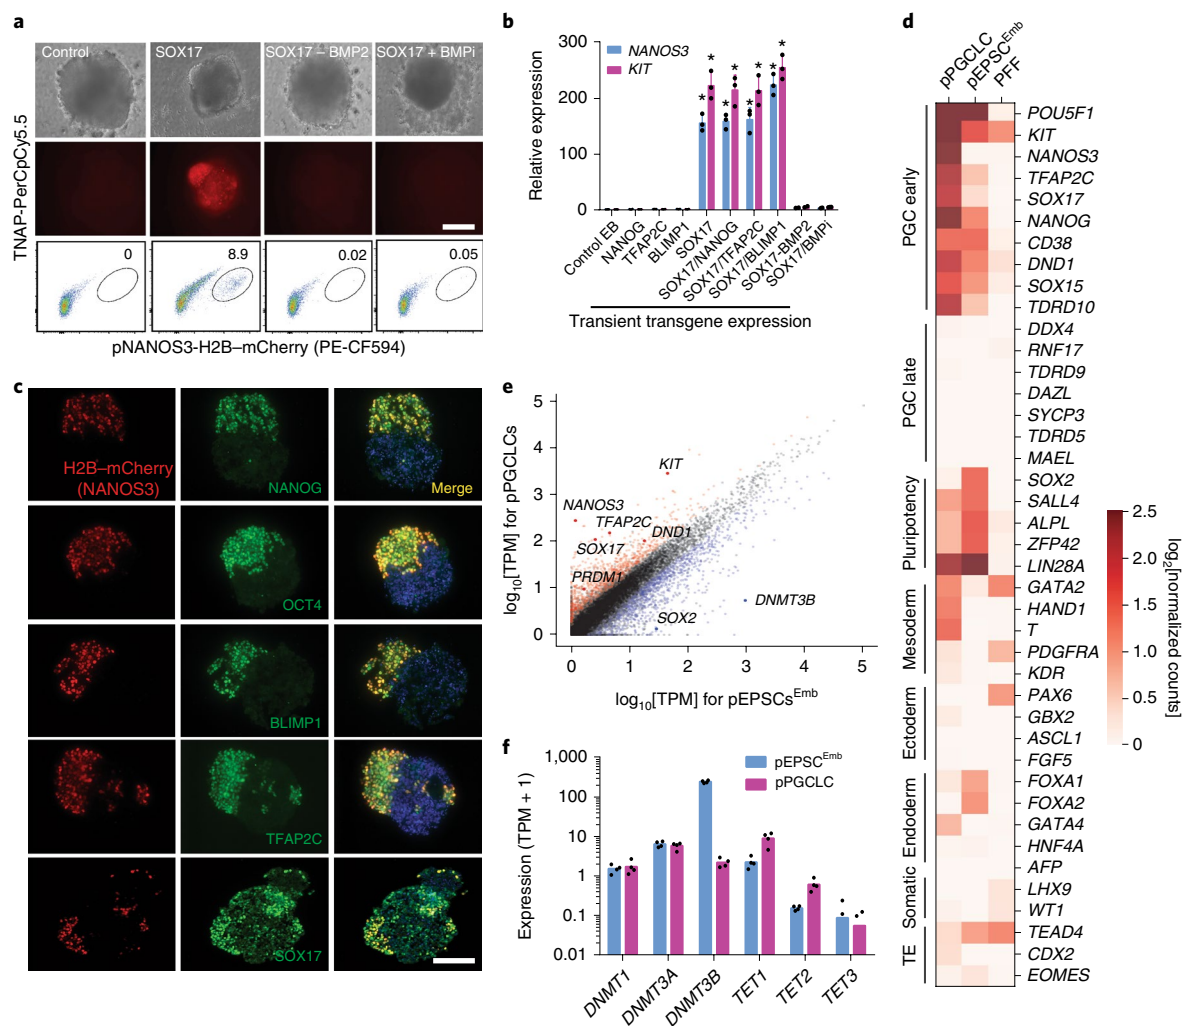 a
Control
SOX17
SOX17 – BMP2
SOX17 + BMPi
TNAP-PerCpCy5.5
0
8.9
0.02
0.05
pNANOS3-H2B–mCherry (PE-CF594)
b
Relative expression
300
200
100
0
NANOS3
KIT
* * * * * * * *
Control EB
NANOG
TFAP2C
BLIMP1
SOX17
SOX17/NANOG
SOX17/TFAP2C
SOX17/BLIMP1
SOX17-BMP2
SOX17/BMPi
Transient transgene expression
c
H2B–mCherry
(NANOS3)
NANOG
Merge
OCT4
BLIMP1
TFAP2C
SOX17
d
pPGCLC
pEPSC^Emb
PFF
PGC early
POU5F1
KIT
NANOS3
TFAP2C
SOX17
NANOG
CD38
DND1
SOX15
TDRD10
PGC late
DDX4
RNF17
TDRD9
DAZL
SYCP3
TDRD5
MAEL
Pluripotency
SOX2
SALL4
ALPL
ZFP42
LIN28A
Mesoderm
GATA2
HAND1
T
PDGFRA
KDR
Ectoderm
PAX6
GBX2
ASCL1
FGF5
Endoderm
FOXA1
FOXA2
GATA4
HNF4A
AFP
Somatic
LHX9
WT1
TE
TEAD4
CDX2
EOMES
2.5
2.0
1.5
1.0
0.5
0
log₂[normalized counts]
e
log₁₀[TPM] for pPGCLCs
5
4
3
2
1
0
KIT
NANOS3
TFAP2C
DND1
SOX17
PRDM1
DNMT3B
SOX2
0 1 2 3 4 5
log₁₀[TPM] for pEPSCs^Emb
f
Expression (TPM + 1)
1,000
100
10
1
0.1
0.01
pEPSC^Emb
pPGCLC
DNMT1
DNMT3A
DNMT3B
TET1
TET2
TET3